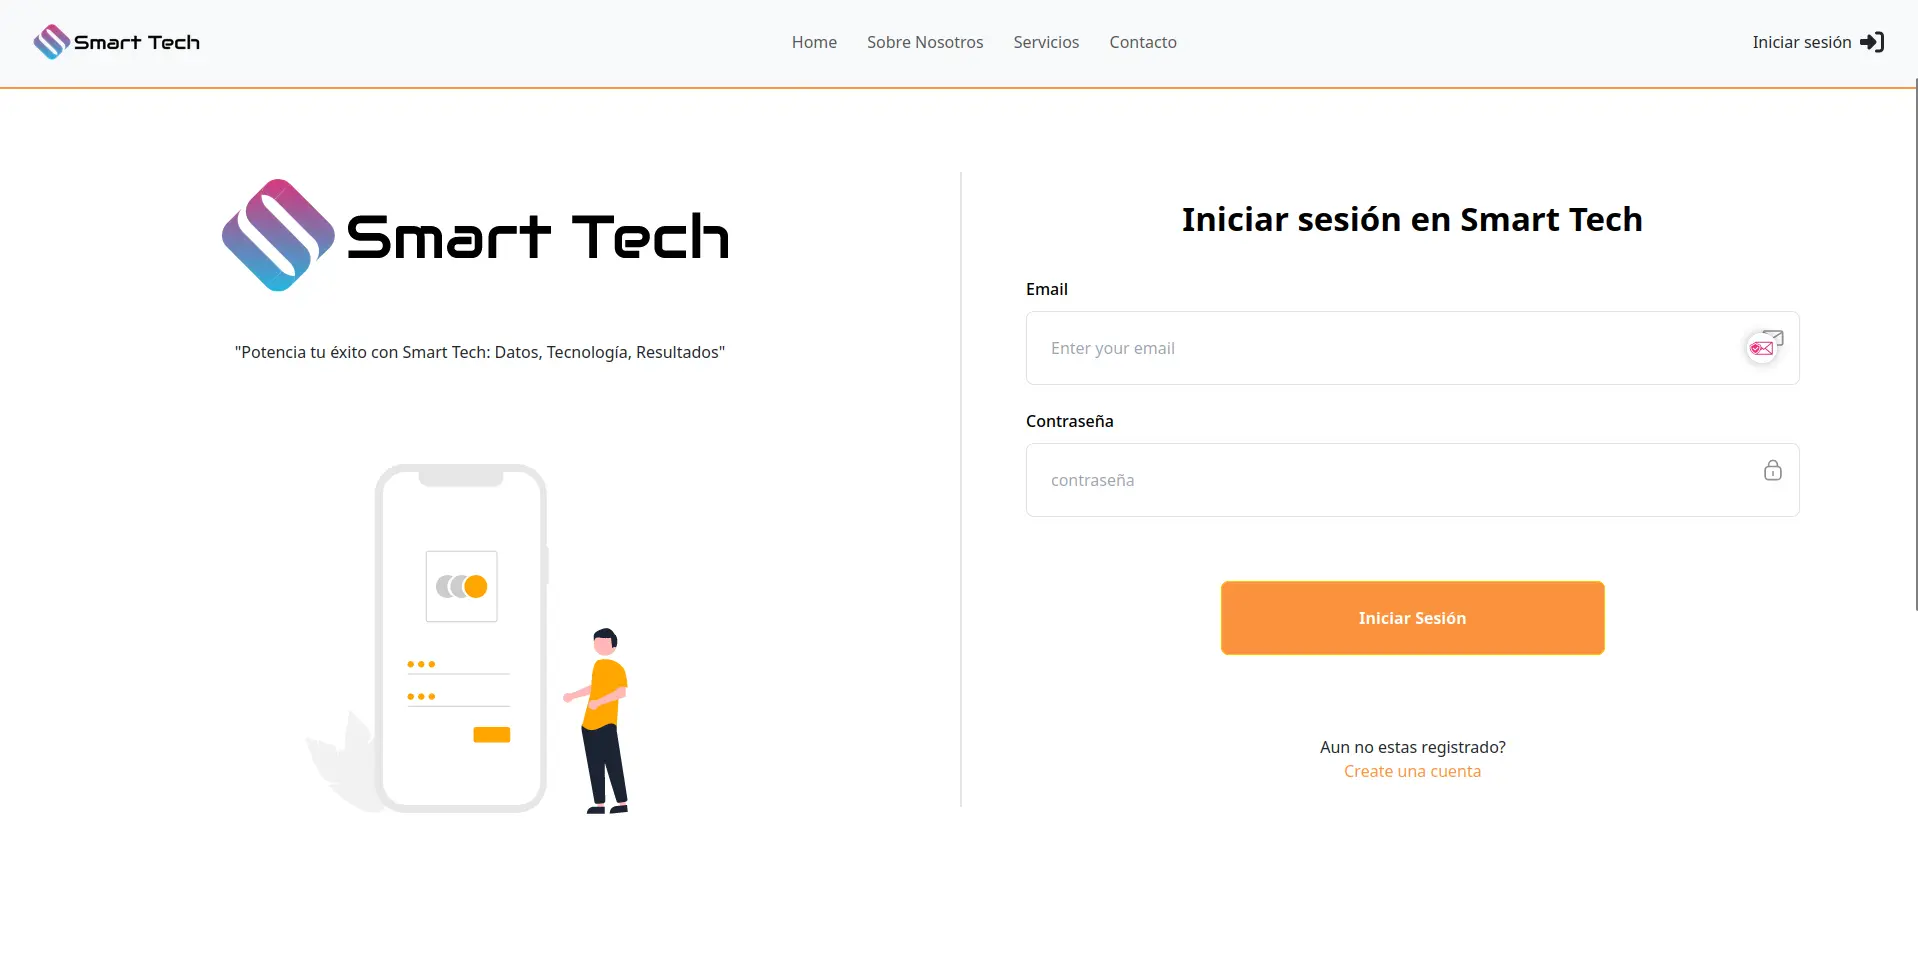 Smart Tech
Home
Sobre Nosotros
Servicios
Contacto
Iniciar sesión
Smart Tech
"Potencia tu éxito con Smart Tech: Datos, Tecnología, Resultados"
Iniciar sesión en Smart Tech
Email
Enter your email
Contraseña
contraseña
Iniciar Sesión
Aun no estas registrado?
Create una cuenta